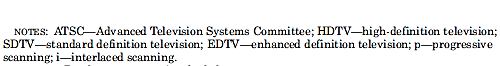 NOTES: ATSC—Advanced Television Systems Committee; HDTV—high-definition television;
SDTV—standard definition television; EDTV—enhanced definition television; p—progressive
scanning; i—interlaced scanning.